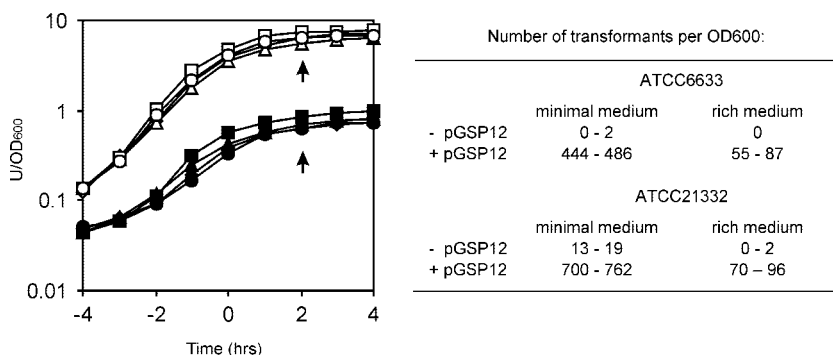 10
1
0.1
0.01
U/OD600
-4 -2 0 2 4
Time (hrs)
Number of transformants per OD600:
ATCC6633
minimal medium rich medium
- pGSP12 0 - 2 0
+ pGSP12 444 - 486 55 - 87
ATCC21332
minimal medium rich medium
- pGSP12 13 - 19 0 - 2
+ pGSP12 700 - 762 70 – 96